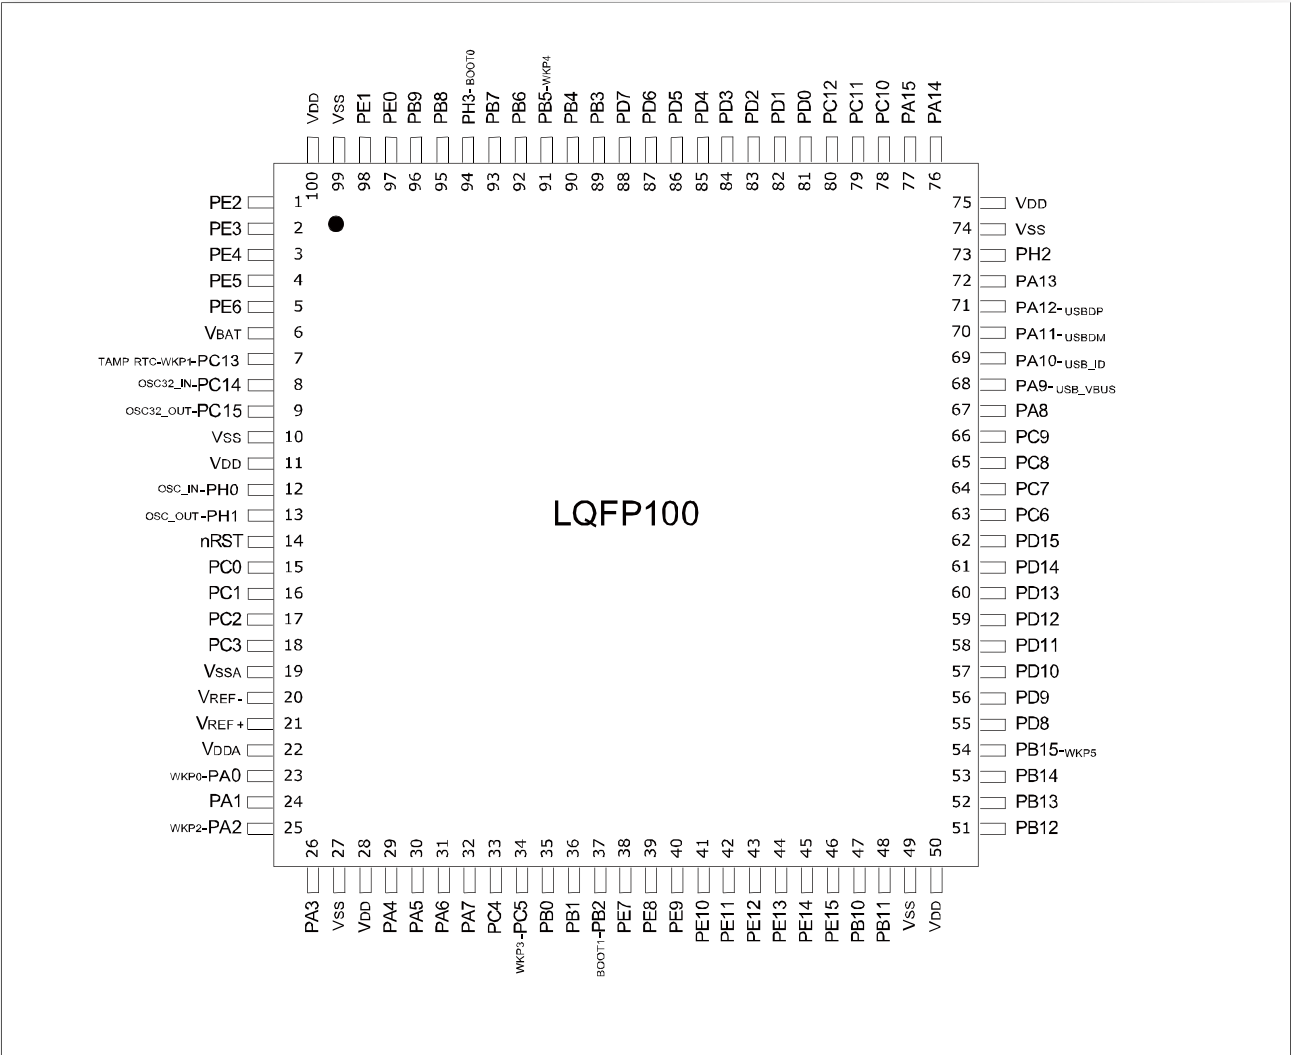 VDD VSS PE1 PE0 PB9 PB8 PH3-BOOT0 PB7 PB6 PB5-WKP4 PB4 PB3 PD7 PD6 PD5 PD4 PD3 PD2 PD1 PD0 PC12 PC11 PC10 PA15 PA14
100 99 98 97 96 95 94 93 92 91 90 89 88 87 86 85 84 83 82 81 80 79 78 77 76
PE2 1 75 VDD
PE3 2 74 VSS
PE4 3 73 PH2
PE5 4 72 PA13
PE6 5 71 PA12-USBDP
VBAT 6 70 PA11-USBDM
TAMP RTC-WKP1-PC13 7 69 PA10-USB_ID
OSC32_IN-PC14 8 68 PA9-USB_VBUS
OSC32_OUT-PC15 9 67 PA8
VSS 10 66 PC9
VDD 11 65 PC8
OSC_IN-PH0 12 64 PC7
OSC_OUT-PH1 13 63 PC6
LQFP100
nRST 14 62 PD15
PC0 15 61 PD14
PC1 16 60 PD13
PC2 17 59 PD12
PC3 18 58 PD11
VSSA 19 57 PD10
VREF- 20 56 PD9
VREF+ 21 55 PD8
VDDA 22 54 PB15-WKP5
WKP0-PA0 23 53 PB14
PA1 24 52 PB13
WKP2-PA2 25 51 PB12
26 27 28 29 30 31 32 33 34 35 36 37 38 39 40 41 42 43 44 45 46 47 48 49 50
PA3 VSS VDD PA4 PA5 PA6 PA7 PC4 WKP3-PC5 PB0 PB1 BOOT1-PB2 PE7 PE8 PE9 PE10 PE11 PE12 PE13 PE14 PE15 PB10 PB11 VSS VDD